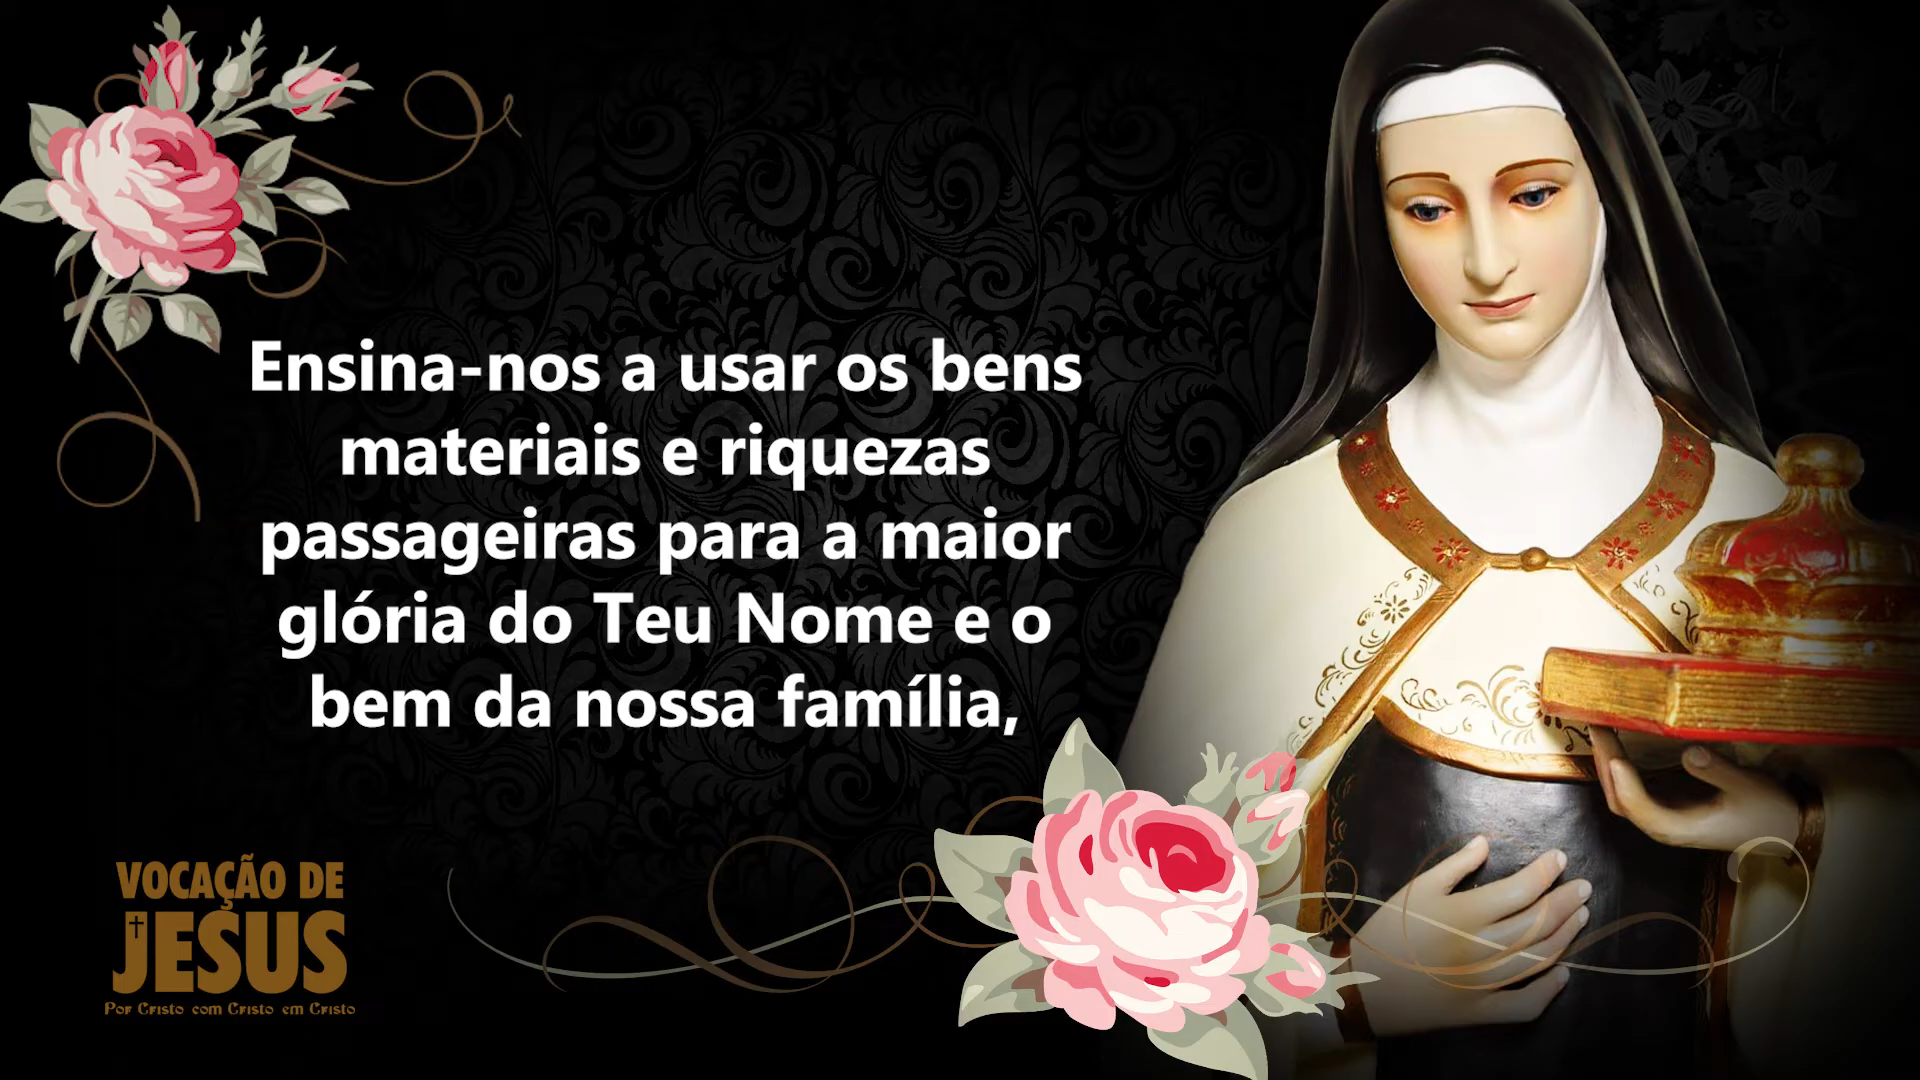 Ensina-nos a usar os bens
materiais e riquezas
passageiras para a maior
glória do Teu Nome e o
bem da nossa família,
VOCAÇÃO DE
JESUS
Por Cristo com Cristo em Cristo